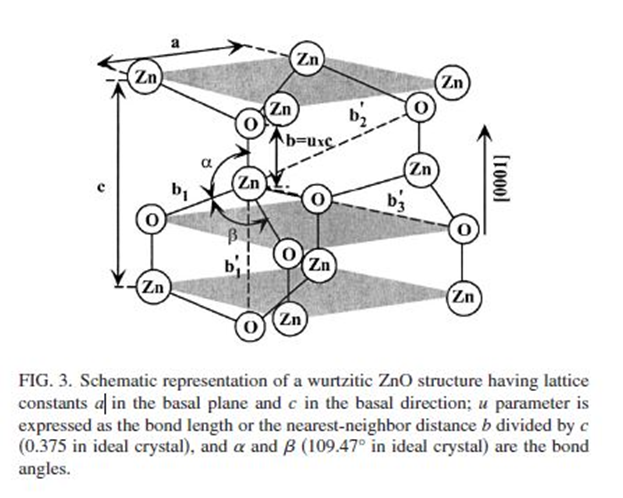 a
Zn
Zn
Zn
Zn
O
O
b'2
b=uxc
α
c
Zn
Zn
b1
O
b'3
[1000]
O
O
β
O
b'1
Zn
Zn
Zn
O
Zn
FIG. 3. Schematic representation of a wurtzitic ZnO structure having lattice
constants a in the basal plane and c in the basal direction; u parameter is
expressed as the bond length or the nearest-neighbor distance b divided by c
(0.375 in ideal crystal), and α and β (109.47° in ideal crystal) are the bond
angles.